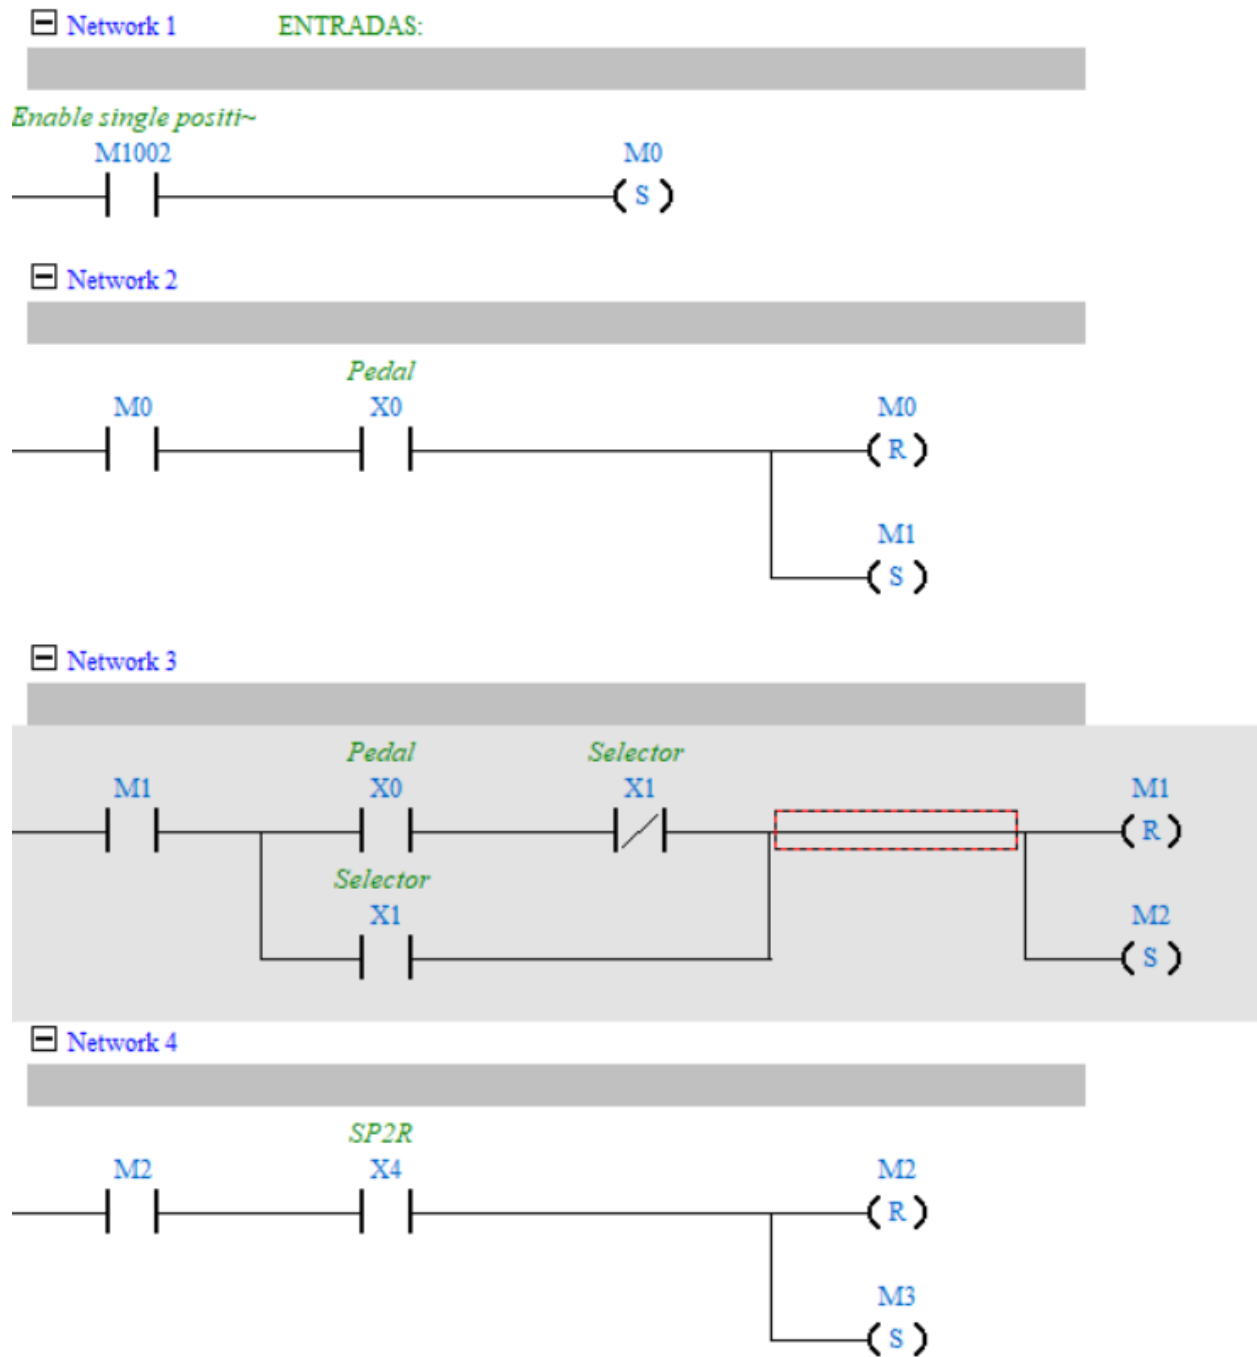 Network 1 ENTRADAS:
Enable single positi~
M1002 M0
S
Network 2
Pedal
M0 X0 M0
R
M1
S
Network 3
Pedal Selector
M1 X0 X1 M1
R
Selector
X1 M2
S
Network 4
SP2R
M2 X4 M2
R
M3
S